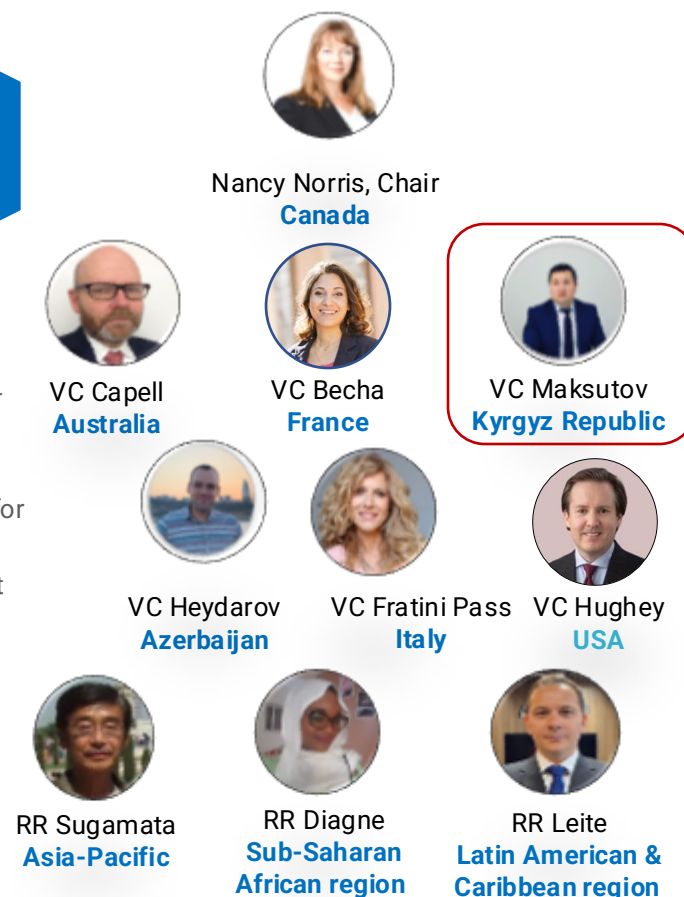 Nancy Norris, Chair
Canada
VC Capell
Australia
VC Becha
France
VC Maksutov
Kyrgyz Republic
VC Heydarov
Azerbaijan
VC Fratini Pass
Italy
VC Hughey
USA
RR Sugamata
Asia-Pacific
RR Diagne
Sub-Saharan
African region
RR Leite
Latin American &
Caribbean region